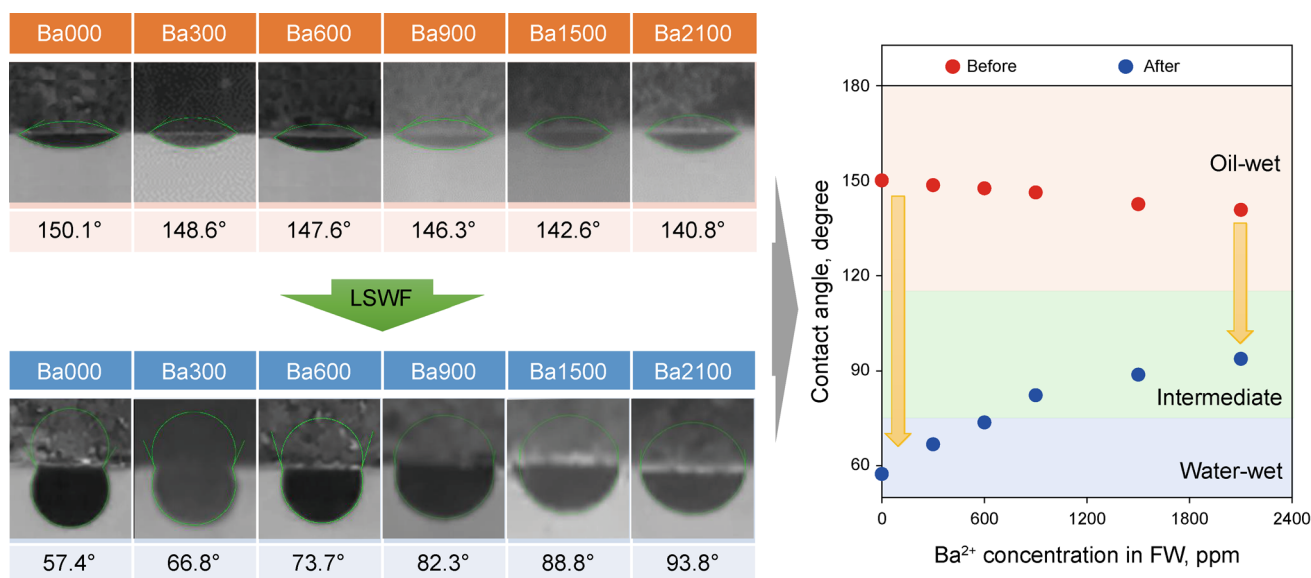 Ba000 Ba300 Ba600 Ba900 Ba1500 Ba2100
150.1° 148.6° 147.6° 146.3° 142.6° 140.8°
LSWF
Ba000 Ba300 Ba600 Ba900 Ba1500 Ba2100
57.4° 66.8° 73.7° 82.3° 88.8° 93.8°
Before After
180
150
120
90
60
Contact angle, degree
Oil-wet
Intermediate
Water-wet
0 600 1200 1800 2400
Ba²⁺ concentration in FW, ppm